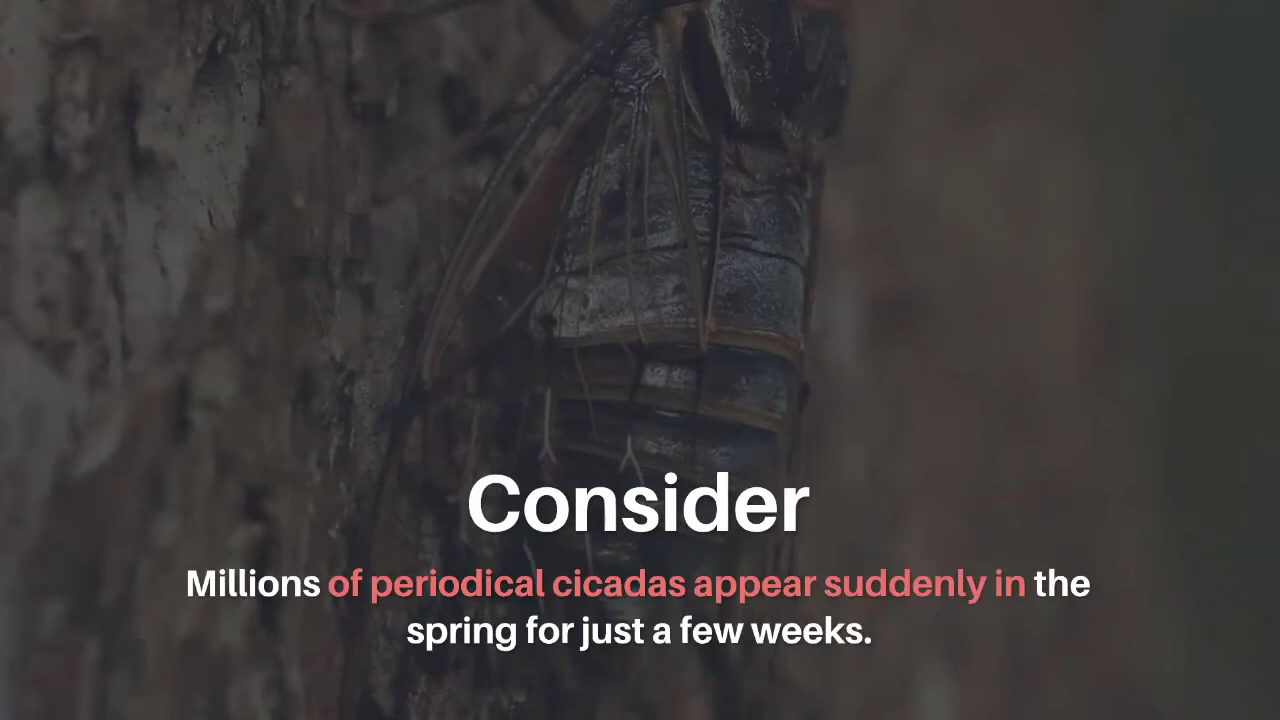 Consider
Millions of periodical cicadas appear suddenly in the
spring for just a few weeks.